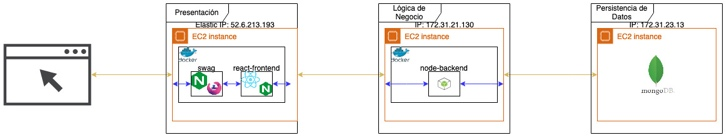 Presentación
Elastic IP: 52.6.213.193
EC2 instance
docker
swag
react-frontend
Lógica de
Negocio
IP: 172.31.21.130
EC2 instance
docker
node-backend
Persistencia de
Datos
IP: 172.31.23.13
EC2 instance
mongoDB